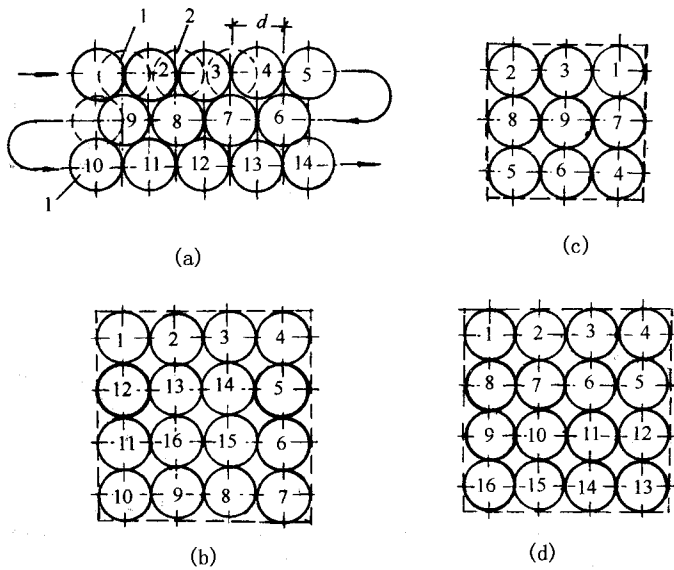 1 2 d
2 3 4 5
9 8 7 6
10 11 12 13 14
1
(a)
2 3 1
8 9 7
5 6 4
(c)
1 2 3 4
12 13 14 5
11 16 15 6
10 9 8 7
(b)
1 2 3 4
8 7 6 5
9 10 11 12
16 15 14 13
(d)